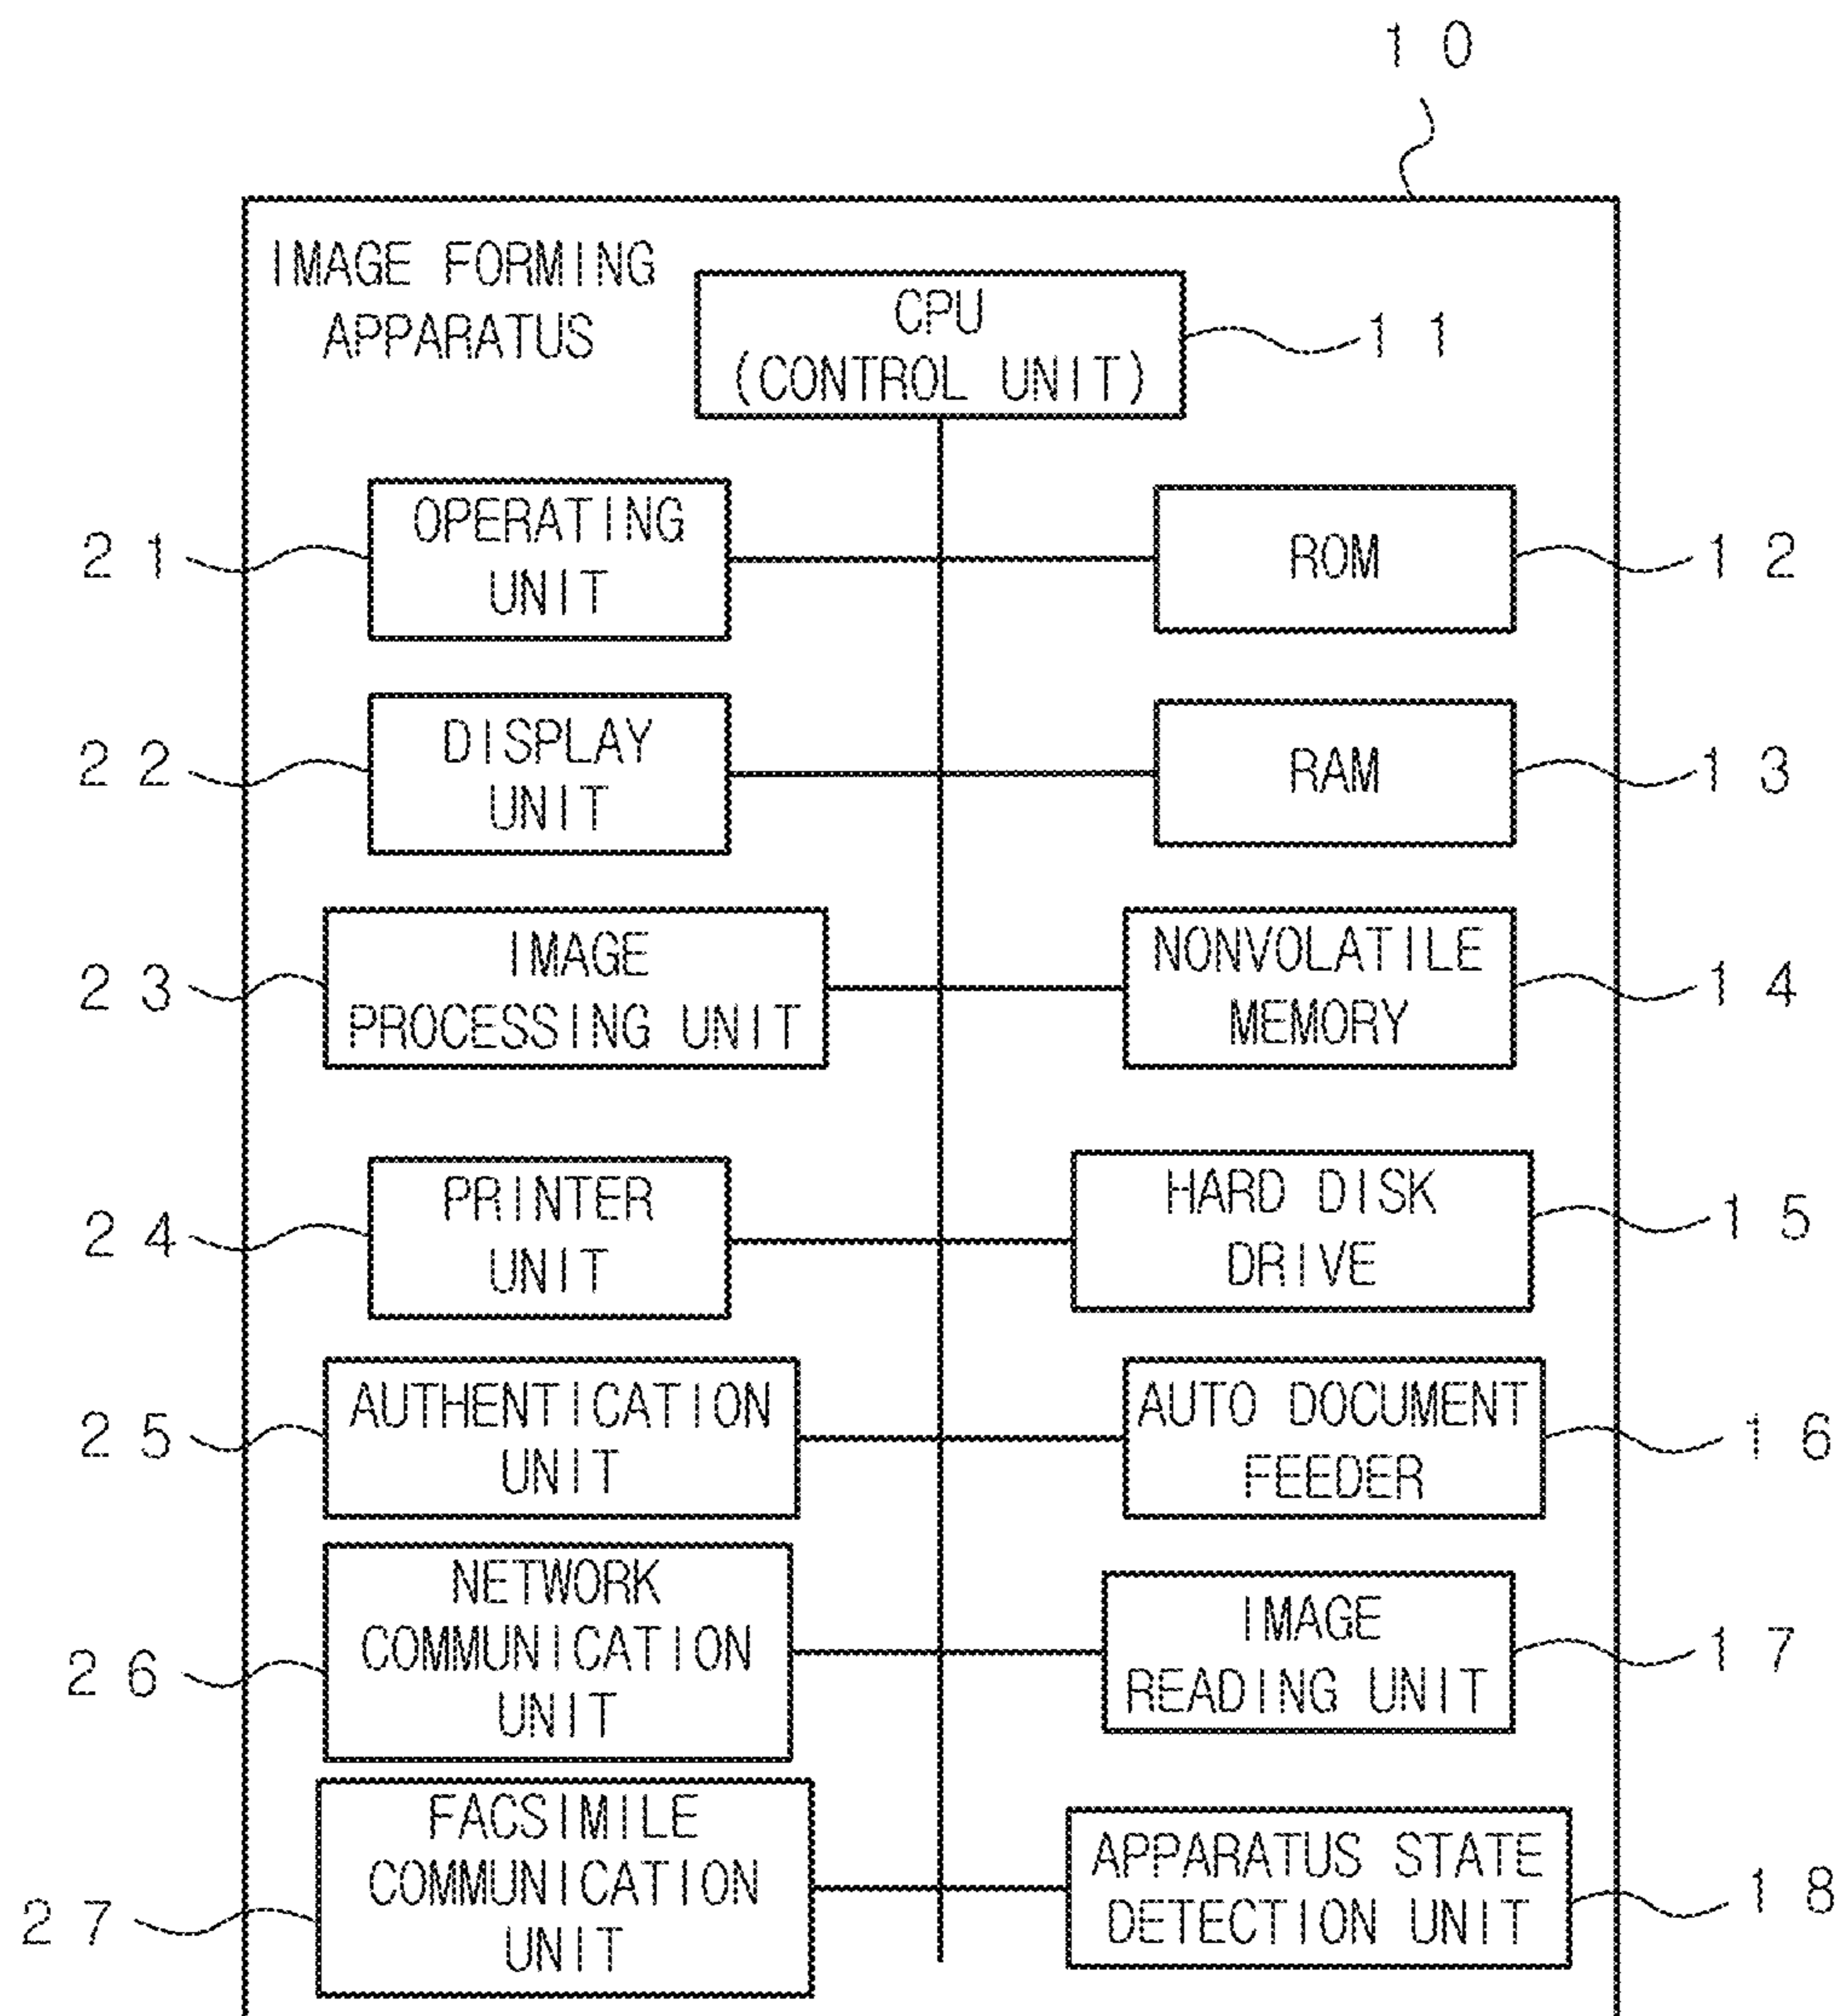 10
IMAGE FORMING
APPARATUS
CPU
(CONTROL UNIT)
11
21
OPERATING
UNIT
ROM
12
22
DISPLAY
UNIT
RAM
13
23
IMAGE
PROCESSING UNIT
NONVOLATILE
MEMORY
14
24
PRINTER
UNIT
HARD DISK
DRIVE
15
25
AUTHENTICATION
UNIT
AUTO DOCUMENT
FEEDER
16
26
NETWORK
COMMUNICATION
UNIT
IMAGE
READING UNIT
17
27
FACSIMILE
COMMUNICATION
UNIT
APPARATUS STATE
DETECTION UNIT
18